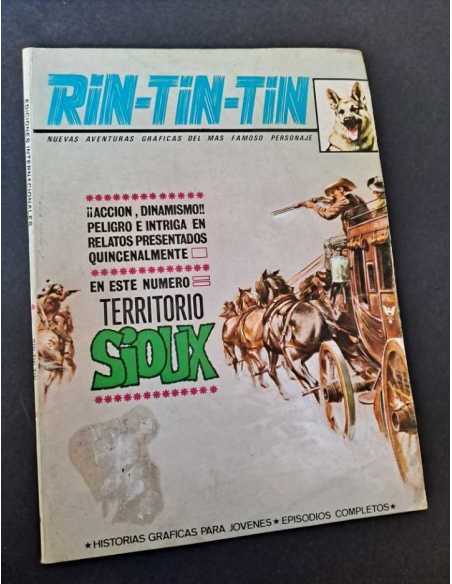 RiN-TiN-TiN
NUEVAS AVENTURAS GRAFICAS DEL MAS FAMOSO PERSONAJE
EDICIONES INTERNACIONALES
¡¡ACCION, DINAMISMO!!
PELIGRO E INTRIGA EN
RELATOS PRESENTADOS
QUINCENALMENTE
EN ESTE NUMERO
TERRITORIO
SiOUX
★ HISTORIAS GRAFICAS PARA JOVENES ★ EPISODIOS COMPLETOS ★